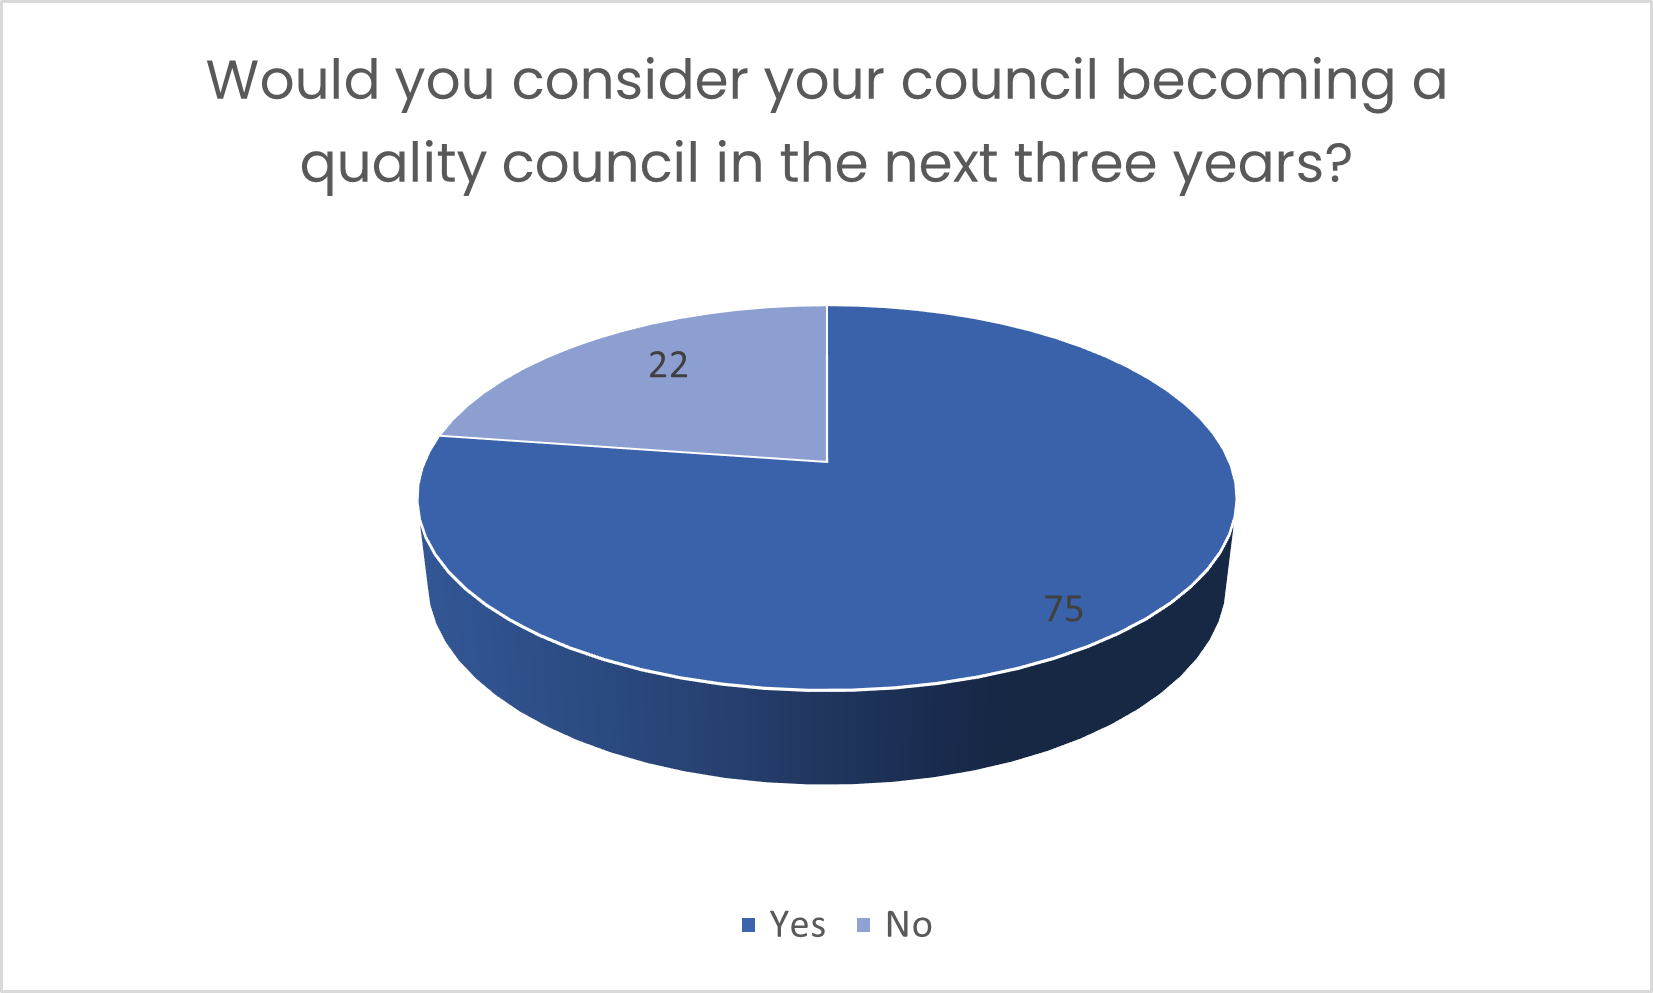 Would you consider your council becoming a
quality council in the next three years?
22
75
Yes No